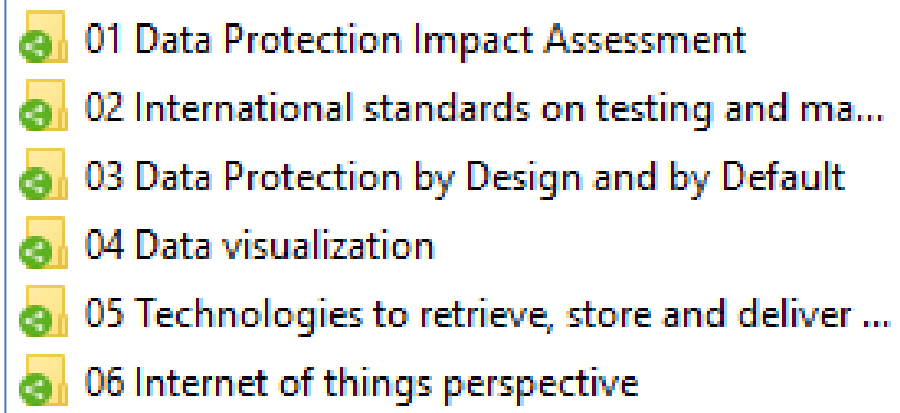 01 Data Protection Impact Assessment
02 International standards on testing and ma...
03 Data Protection by Design and by Default
04 Data visualization
05 Technologies to retrieve, store and deliver ...
06 Internet of things perspective